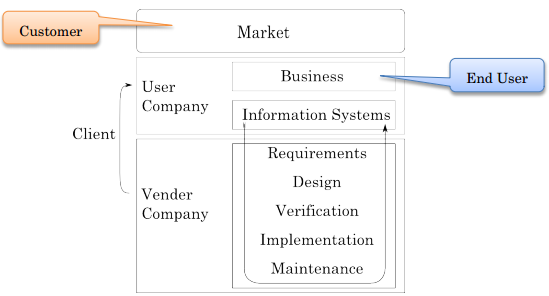 Customer
Market
Business
End User
User
Company
Information Systems
Client
Requirements
Design
Vender
Company
Verification
Implementation
Maintenance